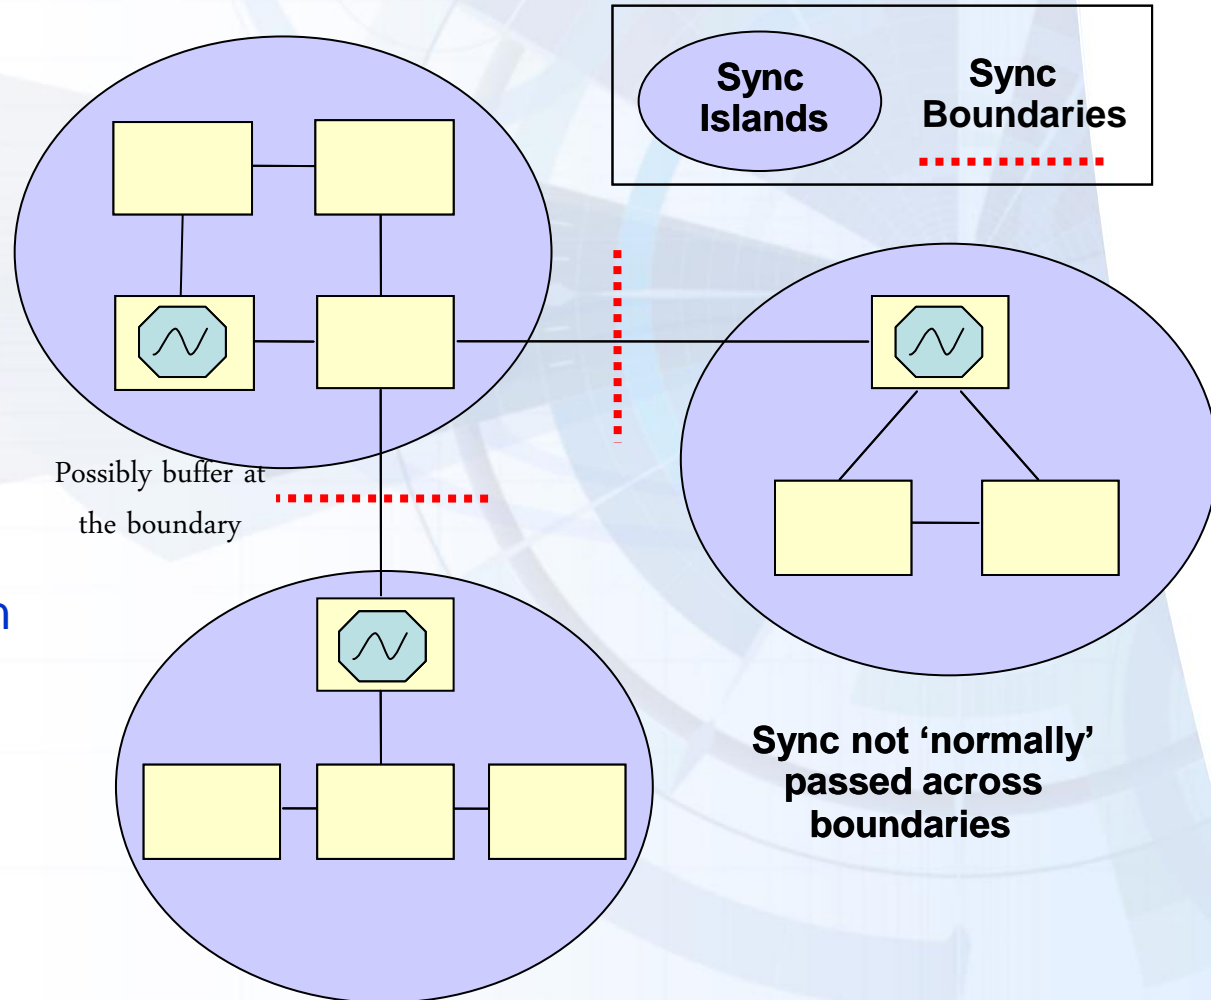 Sync
Islands
Sync
Boundaries
Possibly buffer at
the boundary
n
Sync not ‘normally’
passed across
boundaries